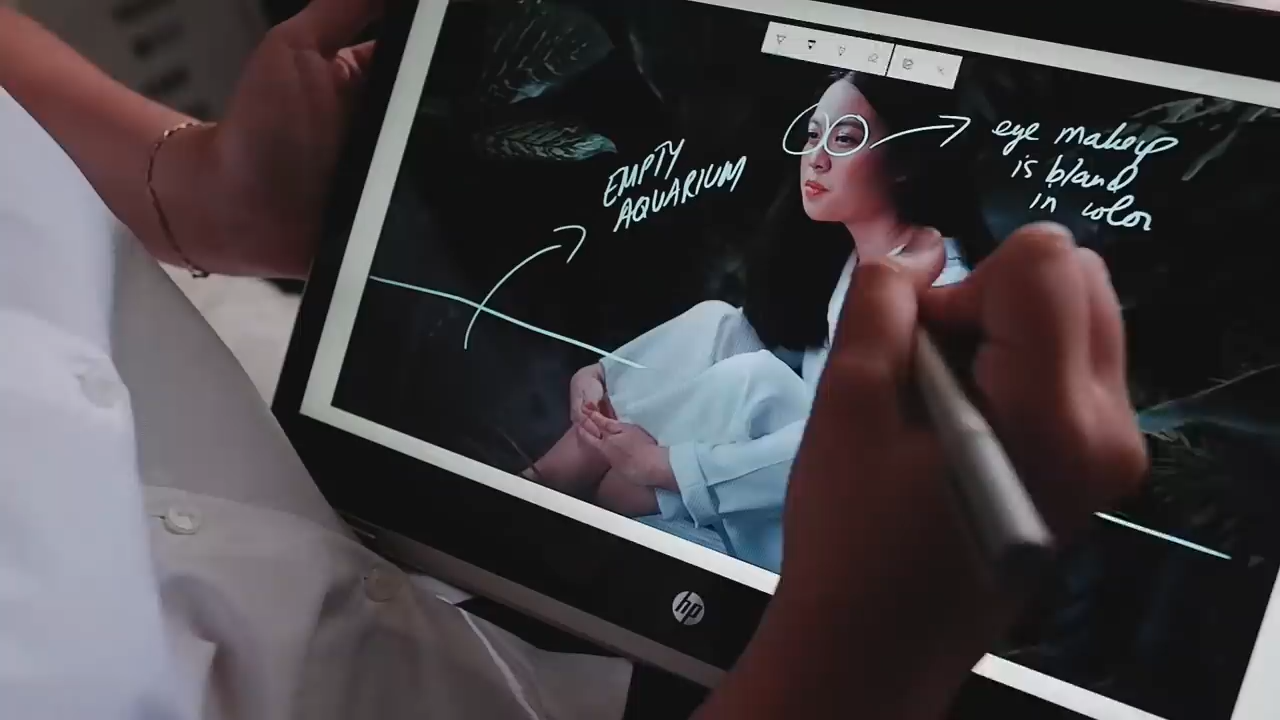 EMPTY
AQUARIUM
eye makeup
is bland
in color
hp